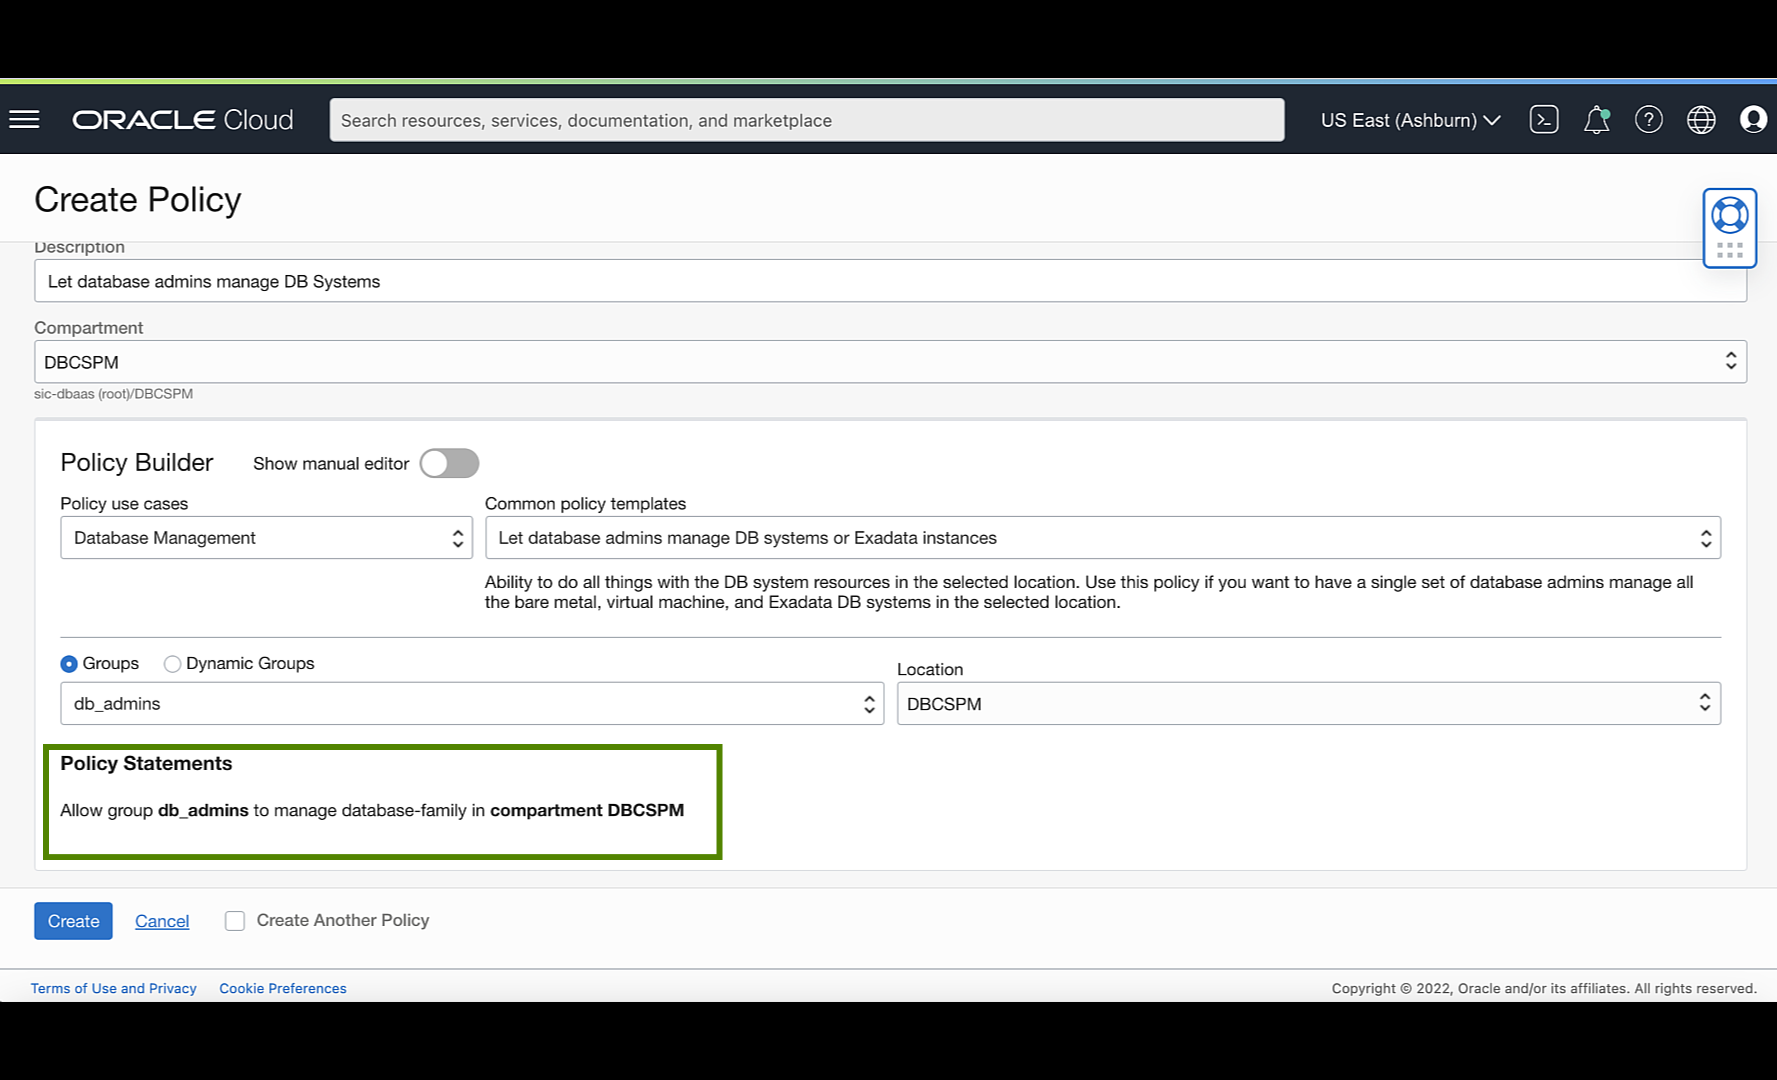 ORACLE Cloud
Search resources, services, documentation, and marketplace
US East (Ashburn)
Create Policy
Description
Let database admins manage DB Systems
Compartment
DBCSPM
sic-dbaas (root)/DBCSPM
Policy Builder
Show manual editor
Policy use cases
Common policy templates
Database Management
Let database admins manage DB systems or Exadata instances
Ability to do all things with the DB system resources in the selected location. Use this policy if you want to have a single set of database admins manage all
the bare metal, virtual machine, and Exadata DB systems in the selected location.
Groups
Dynamic Groups
Location
db_admins
DBCSPM
Policy Statements
Allow group db_admins to manage database-family in compartment DBCSPM
Create
Cancel
Create Another Policy
Terms of Use and Privacy
Cookie Preferences
Copyright © 2022, Oracle and/or its affiliates. All rights reserved.